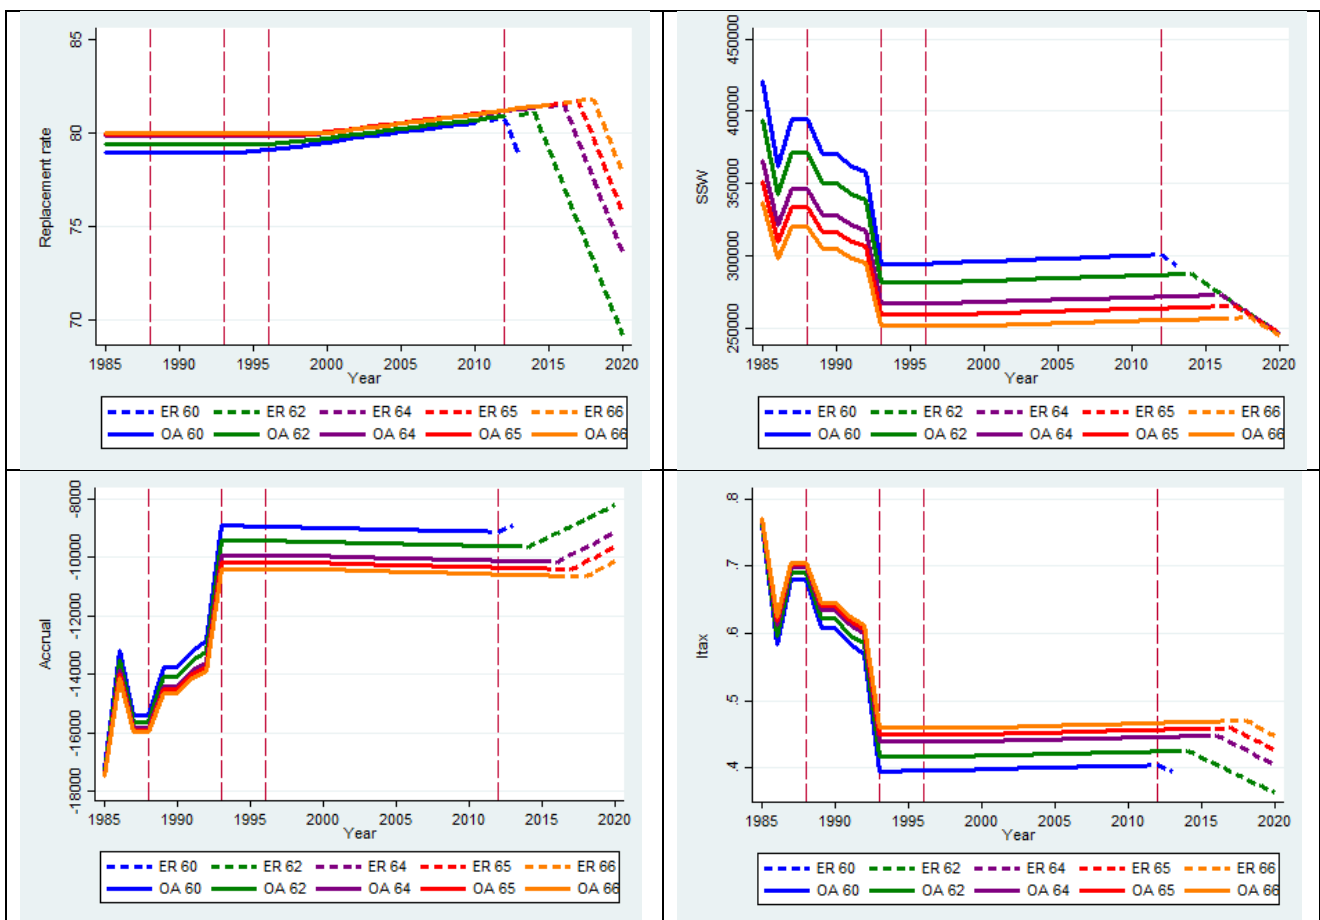 Replacement rate
85
80
75
70
1985 1990 1995 2000 2005 2010 2015 2020
Year
ER 60 ER 62 ER 64 ER 65 ER 66
OA 60 OA 62 OA 64 OA 65 OA 66
SSW
450000
400000
350000
300000
250000
1985 1990 1995 2000 2005 2010 2015 2020
Year
ER 60 ER 62 ER 64 ER 65 ER 66
OA 60 OA 62 OA 64 OA 65 OA 66
Accrual
-8000
-10000
-12000
-14000
-16000
-18000
1985 1990 1995 2000 2005 2010 2015 2020
Year
ER 60 ER 62 ER 64 ER 65 ER 66
OA 60 OA 62 OA 64 OA 65 OA 66
Itax
.8
.7
.6
.5
.4
1985 1990 1995 2000 2005 2010 2015 2020
Year
ER 60 ER 62 ER 64 ER 65 ER 66
OA 60 OA 62 OA 64 OA 65 OA 66